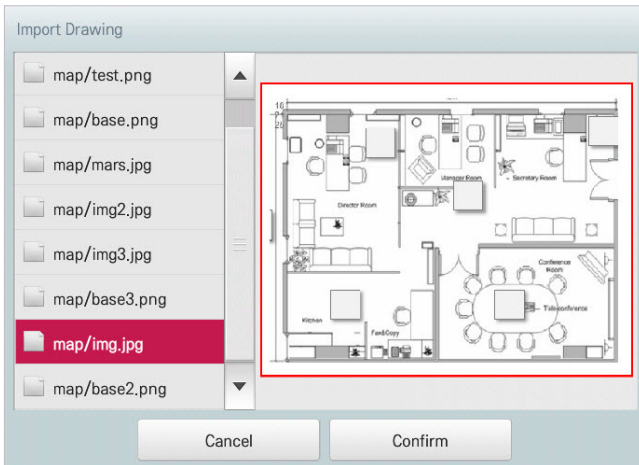 Import Drawing
map/test.png
map/base.png
map/mars.jpg
map/img2.jpg
map/img3.jpg
map/base3.png
map/img.jpg
map/base2.png
16
Manager Room
Secretary Room
Director Room
Conference
Room
Teleconference
Kitchen
Fax&Copy
Cancel
Confirm